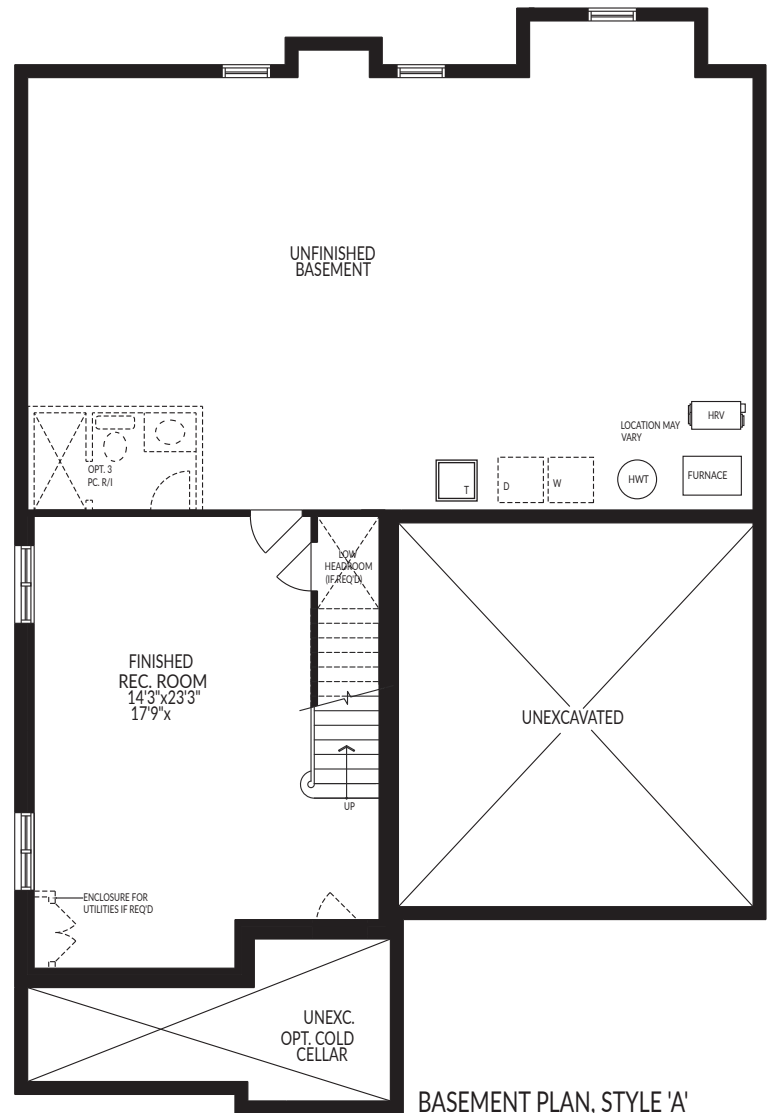 UNFINISHED
BASEMENT
HRV
LOCATION MAY
VARY
OPT. 3
PC. R/I
T
D
W
HWT
FURNACE
LOW
HEADROOM
(IF REQ'D)
FINISHED
REC. ROOM
14'3"x23'3"
17'9"x
UNEXCAVATED
UP
ENCLOSURE FOR
UTILITIES IF REQ'D
UNEXC.
OPT. COLD
CELLAR
BASEMENT PLAN, STYLE 'A'